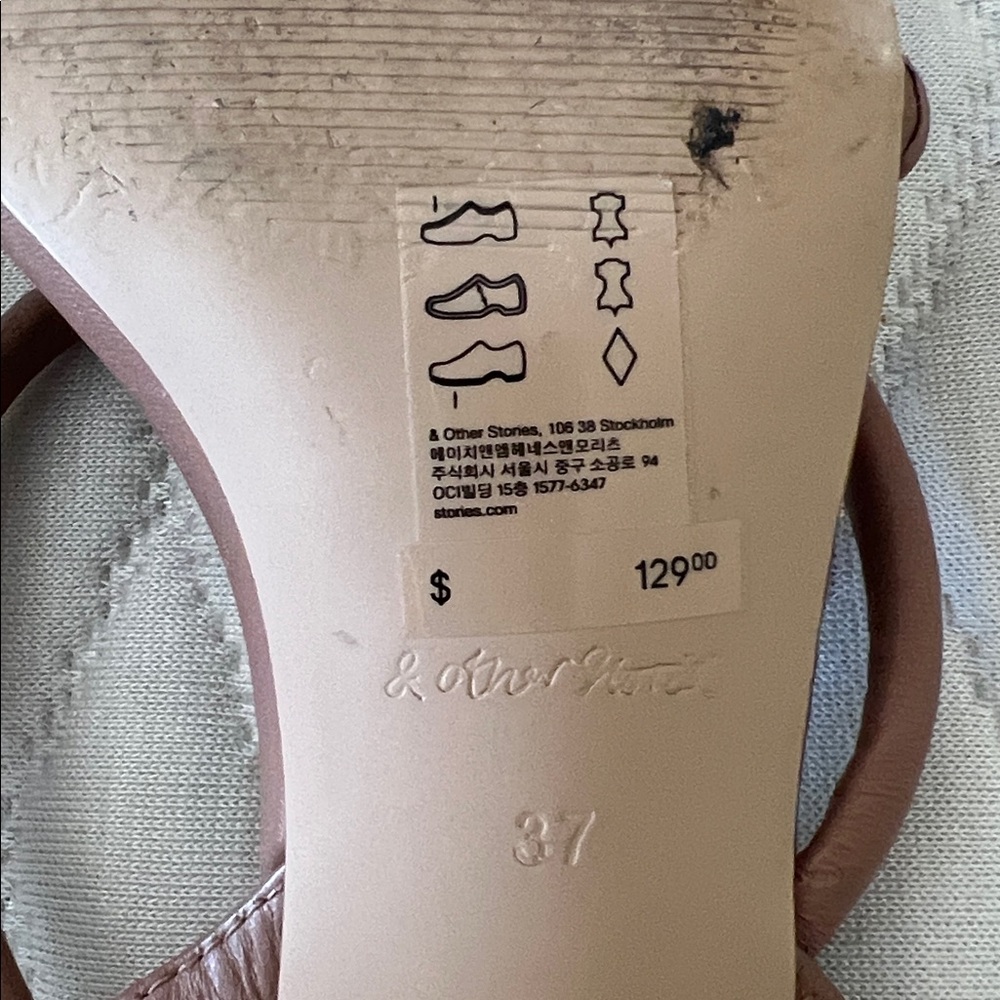 & Other Stories, 106 38 Stockholm
에이치앤엠헤네스앤모리츠
주식회사 서울시 중구 소공로 94
OCI빌딩 15층 1577-6347
stories.com
$ 129⁰⁰
& other Stories
37